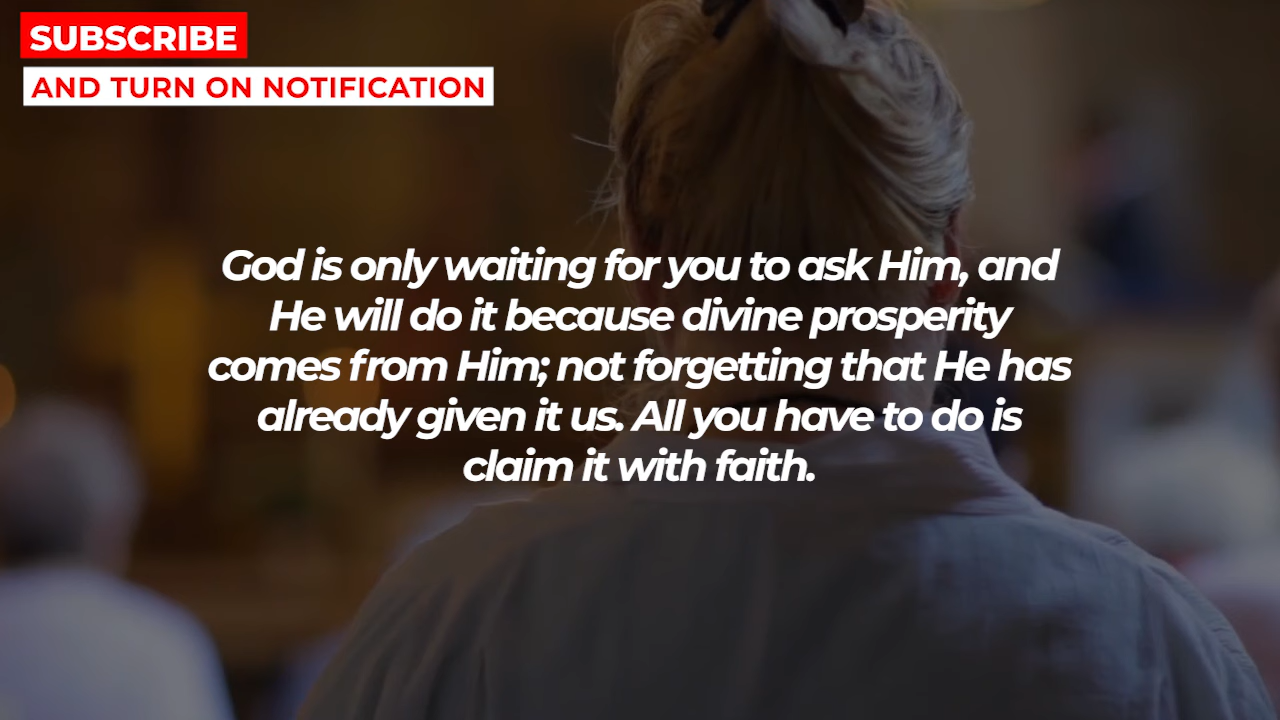 SUBSCRIBE
AND TURN ON NOTIFICATION
God is only waiting for you to ask Him, and
He will do it because divine prosperity
comes from Him; not forgetting that He has
already given it us. All you have to do is
claim it with faith.